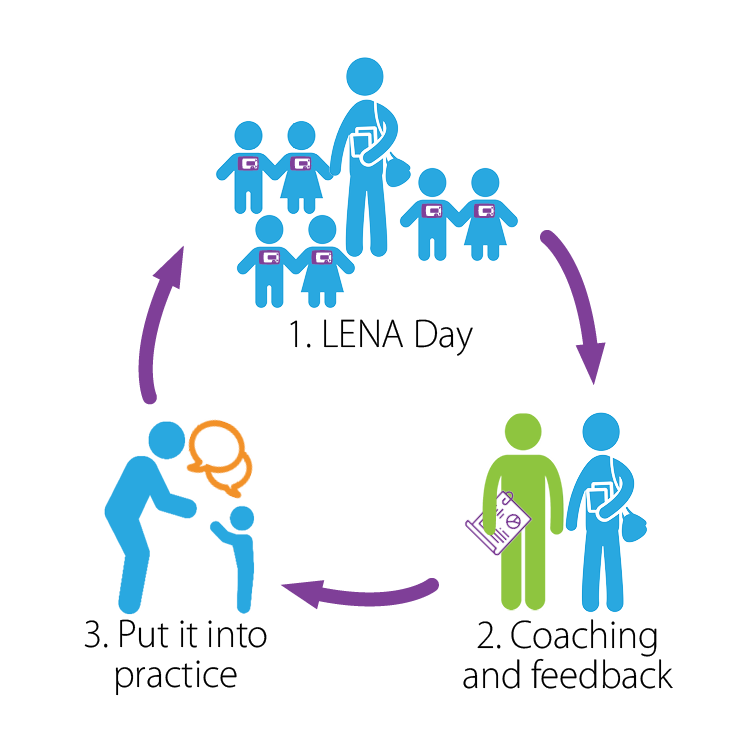 1. LENA Day
2. Coaching
and feedback
3. Put it into
practice